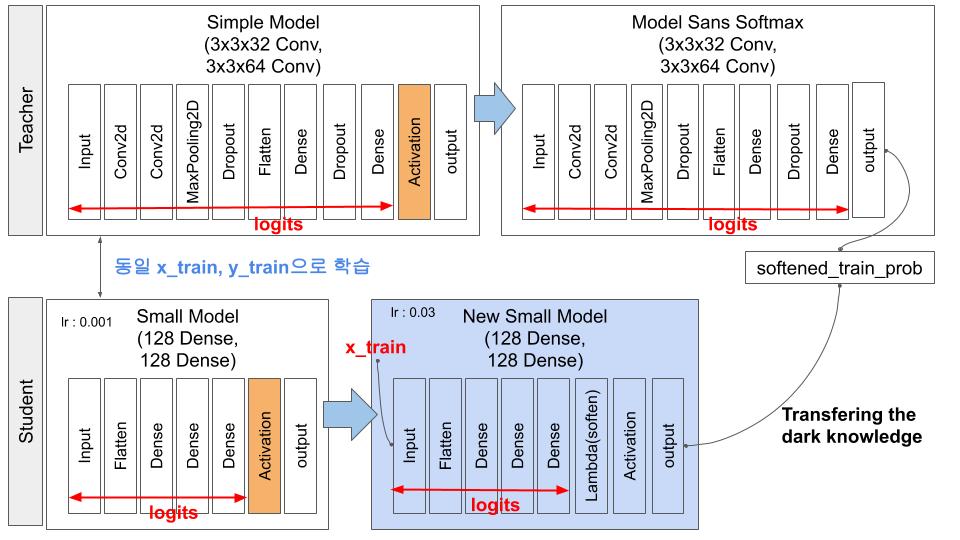 Teacher
Simple Model
(3x3x32 Conv,
3x3x64 Conv)
Input
Conv2d
Conv2d
MaxPooling2D
Dropout
Flatten
Dense
Dropout
Dense
Activation
output
logits
Model Sans Softmax
(3x3x32 Conv,
3x3x64 Conv)
Input
Conv2d
Conv2d
MaxPooling2D
Dropout
Flatten
Dense
Dropout
Dense
output
logits
동일 x_train, y_train으로 학습
softened_train_prob
Student
lr : 0.001
Small Model
(128 Dense,
128 Dense)
Input
Flatten
Dense
Dense
Dense
Activation
output
logits
lr : 0.03
New Small Model
(128 Dense,
128 Dense)
x_train
Input
Flatten
Dense
Dense
Dense
Lambda(soften)
Activation
output
logits
Transfering the
dark knowledge